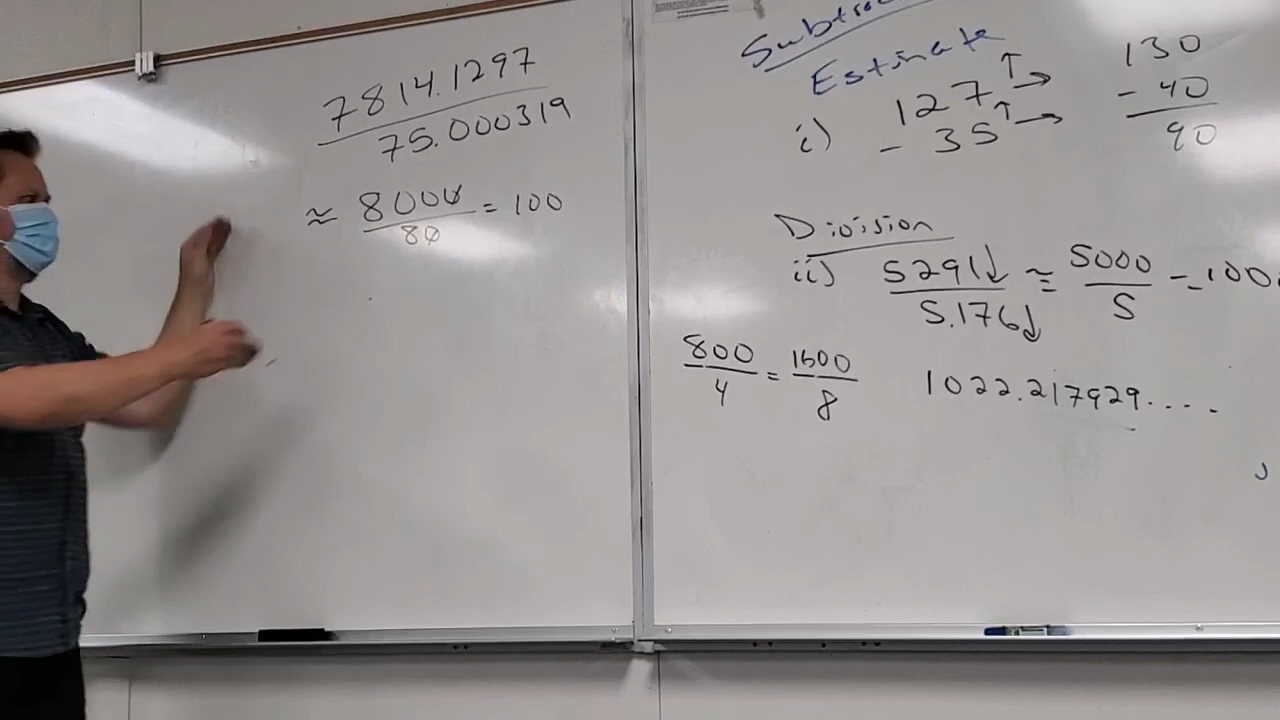 7814.1297
75.000319
≈ 8000 = 100
80
Estimate
i) 127 ↑ → 130
- 35 ↑ → - 40
90
Division
ii) 5291↓ ≈ 5000 = 100
5.176↓ 5
800 = 1600
4 8
1022.217929....